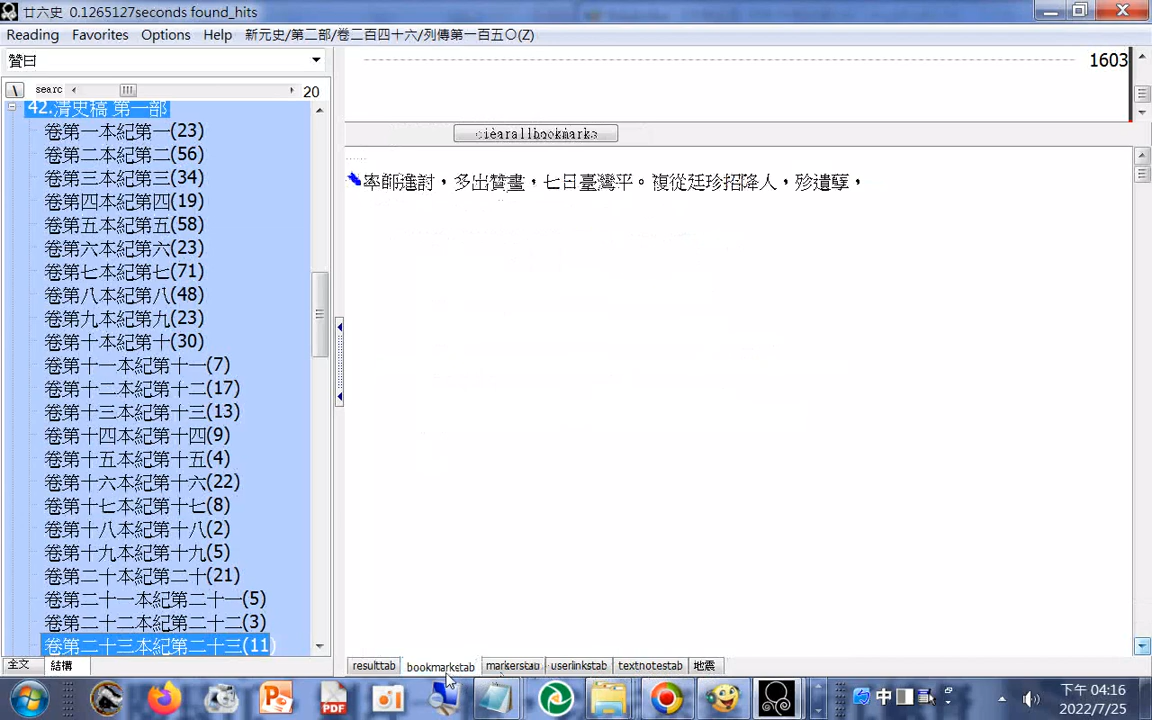 廿六史 0.1265127seconds found_hits
Reading Favorites Options Help 新元史/第二部/卷二百四十六/列傳第一百五○(Z)
贊曰
searc 20
1603
clearallbookmarks
42.清史稿 第一部
卷第一本紀第一(23)
卷第二本紀第二(56)
卷第三本紀第三(34)
卷第四本紀第四(19)
卷第五本紀第五(58)
卷第六本紀第六(23)
卷第七本紀第七(71)
卷第八本紀第八(48)
卷第九本紀第九(23)
卷第十本紀第十(30)
卷第十一本紀第十一(7)
卷第十二本紀第十二(17)
卷第十三本紀第十三(13)
卷第十四本紀第十四(9)
卷第十五本紀第十五(4)
卷第十六本紀第十六(22)
卷第十七本紀第十七(8)
卷第十八本紀第十八(2)
卷第十九本紀第十九(5)
卷第二十本紀第二十(21)
卷第二十一本紀第二十一(5)
卷第二十二本紀第二十二(3)
卷第二十三本紀第二十三(11)
率師進討，多出贊畫，七日臺灣平。複從廷珍招降人，殄遺孽，
全文 結構
resulttab bookmarkstab markerstab userlinkstab textnotestab 地震
PDF 中 下午 04:16
2022/7/25